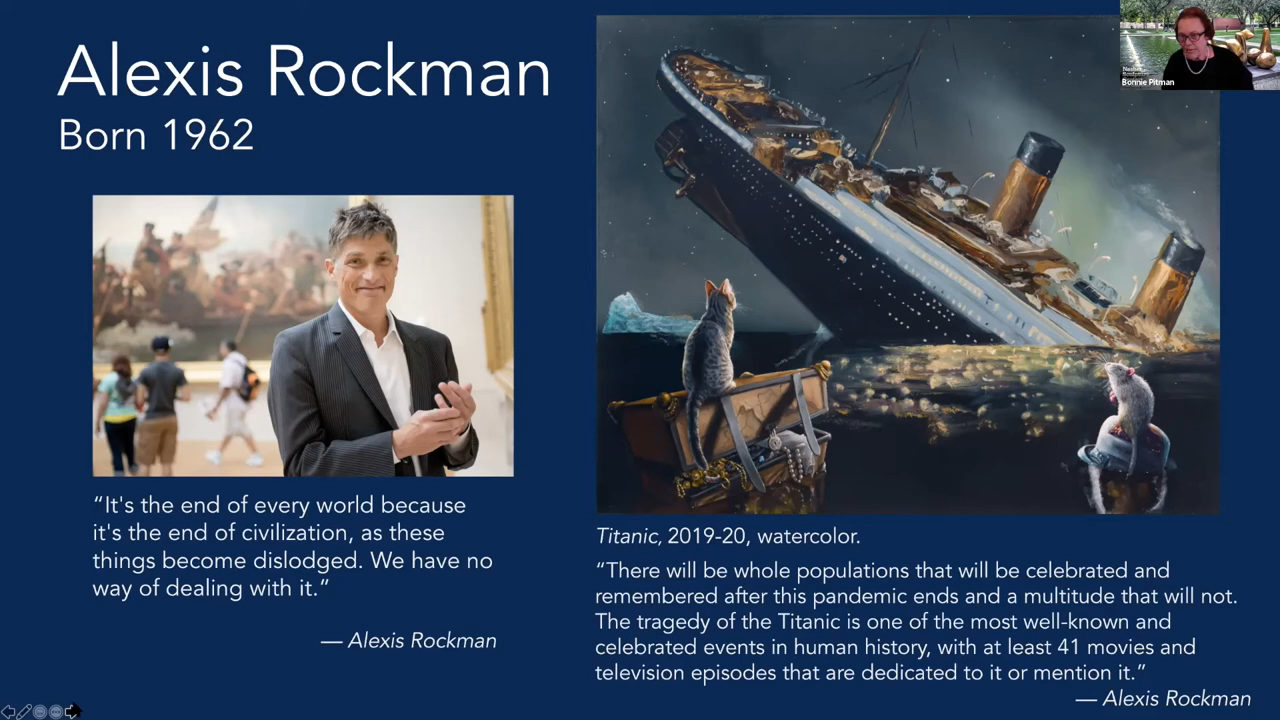 Alexis Rockman
Born 1962
“It's the end of every world because
it's the end of civilization, as these
things become dislodged. We have no
way of dealing with it.”
— Alexis Rockman
Titanic, 2019-20, watercolor.
“There will be whole populations that will be celebrated and
remembered after this pandemic ends and a multitude that will not.
The tragedy of the Titanic is one of the most well-known and
celebrated events in human history, with at least 41 movies and
television episodes that are dedicated to it or mention it.”
— Alexis Rockman
Bonnie Pitman